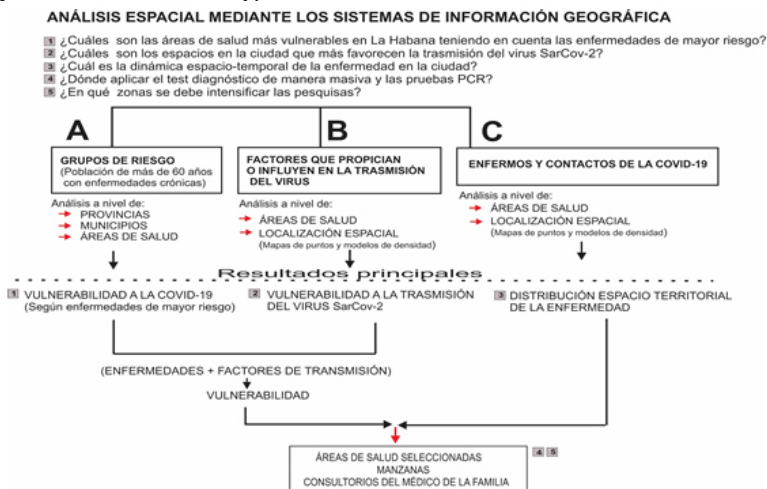 ANÁLISIS ESPACIAL MEDIANTE LOS SISTEMAS DE INFORMACIÓN GEOGRÁFICA
1 ¿Cuáles son las áreas de salud más vulnerables en La Habana teniendo en cuenta las enfermedades de mayor riesgo?
2 ¿Cuáles son los espacios en la ciudad que más favorecen la trasmisión del virus SarCov-2?
3 ¿Cuál es la dinámica espacio-temporal de la enfermedad en la ciudad?
4 ¿Dónde aplicar el test diagnóstico de manera masiva y las pruebas PCR?
5 ¿En qué zonas se debe intensificar las pesquisas?
A
GRUPOS DE RIESGO
(Población de más de 60 años
con enfermedades crónicas)
Análisis a nivel de:
PROVINCIAS
MUNICIPIOS
ÁREAS DE SALUD
B
FACTORES QUE PROPICIAN
O INFLUYEN EN LA TRASMISIÓN
DEL VIRUS
Análisis a nivel de:
ÁREAS DE SALUD
LOCALIZACIÓN ESPACIAL
(Mapas de puntos y modelos de densidad)
C
ENFERMOS Y CONTACTOS DE LA COVID-19
Análisis a nivel de:
ÁREAS DE SALUD
LOCALIZACIÓN ESPACIAL
(Mapas de puntos y modelos de densidad)
Resultados principales
1 VULNERABILIDAD A LA COVID-19
(Según enfermedades de mayor riesgo)
2 VULNERABILIDAD A LA TRASMISIÓN
DEL VIRUS SarCov-2
3 DISTRIBUCIÓN ESPACIO TERRITORIAL
DE LA ENFERMEDAD
(ENFERMEDADES + FACTORES DE TRANSMISIÓN)
VULNERABILIDAD
ÁREAS DE SALUD SELECCIONADAS
MANZANAS
CONSULTORIOS DEL MÉDICO DE LA FAMILIA
4 5